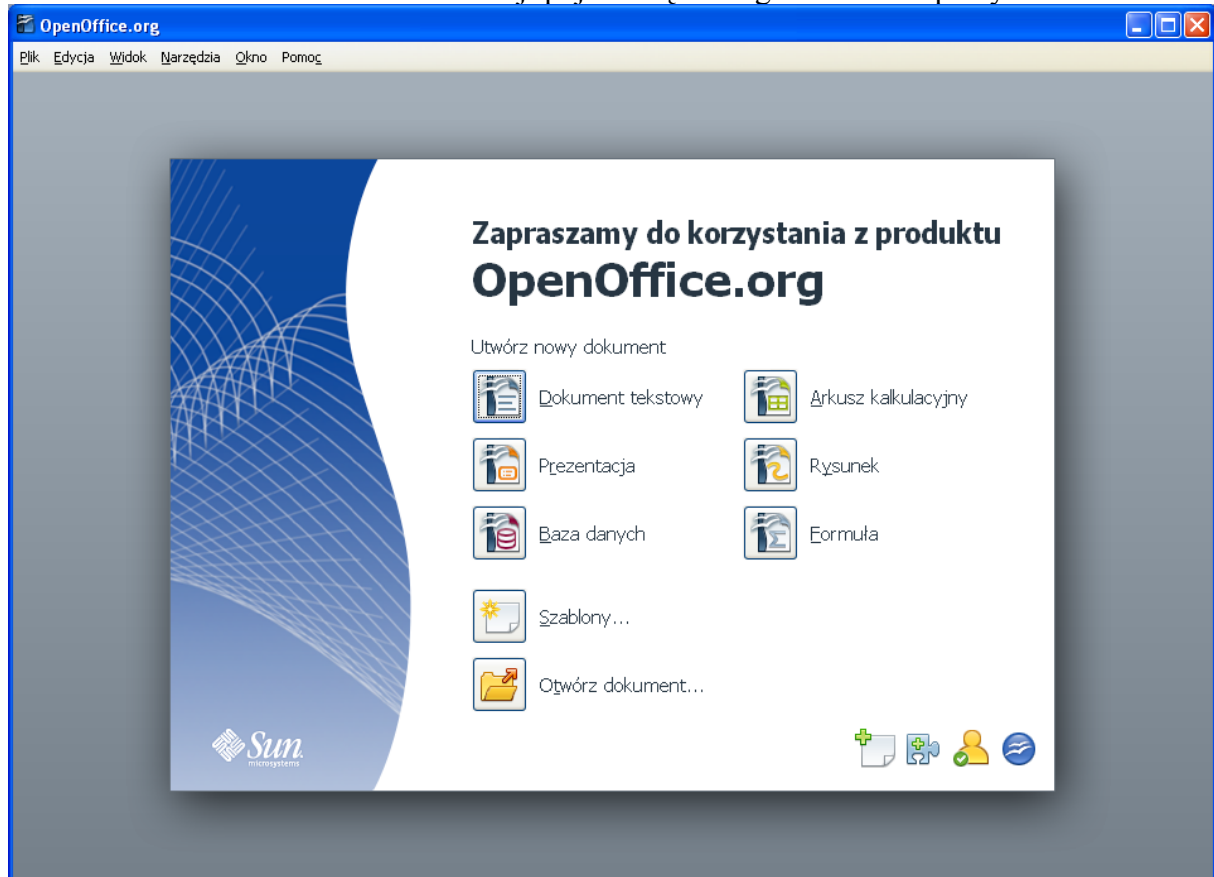 OpenOffice.org
Plik Edycja Widok Narzędzia Okno Pomoc
Zapraszamy do korzystania z produktu
OpenOffice.org
Utwórz nowy dokument
Dokument tekstowy Arkusz kalkulacyjny
Prezentacja Rysunek
Baza danych Formuła
Szablony...
Otwórz dokument...
Sun
microsystems